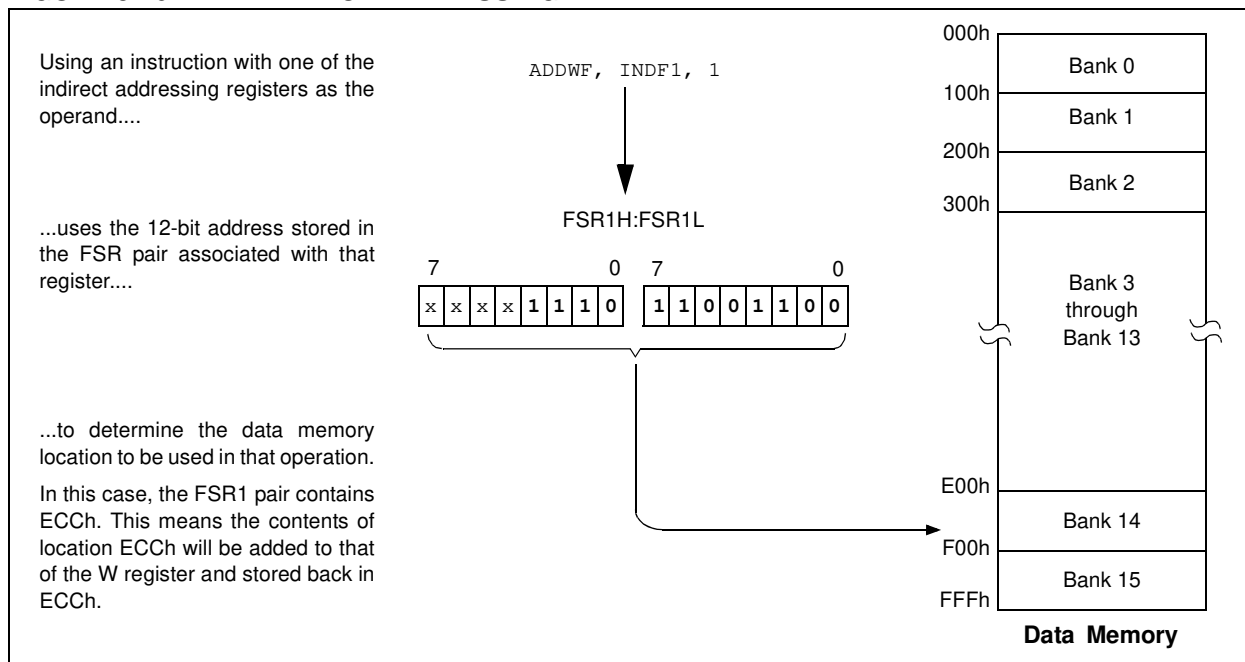 Using an instruction with one of the
indirect addressing registers as the
operand....
ADDWF, INDF1, 1
...uses the 12-bit address stored in
the FSR pair associated with that
register....
FSR1H:FSR1L
7 0 7 0
x x x x 1 1 1 0 1 1 0 0 1 1 0 0
...to determine the data memory
location to be used in that operation.
In this case, the FSR1 pair contains
ECCh. This means the contents of
location ECCh will be added to that
of the W register and stored back in
ECCh.
000h
Bank 0
100h
Bank 1
200h
Bank 2
300h
Bank 3
through
Bank 13
E00h
Bank 14
F00h
Bank 15
FFFh
Data Memory